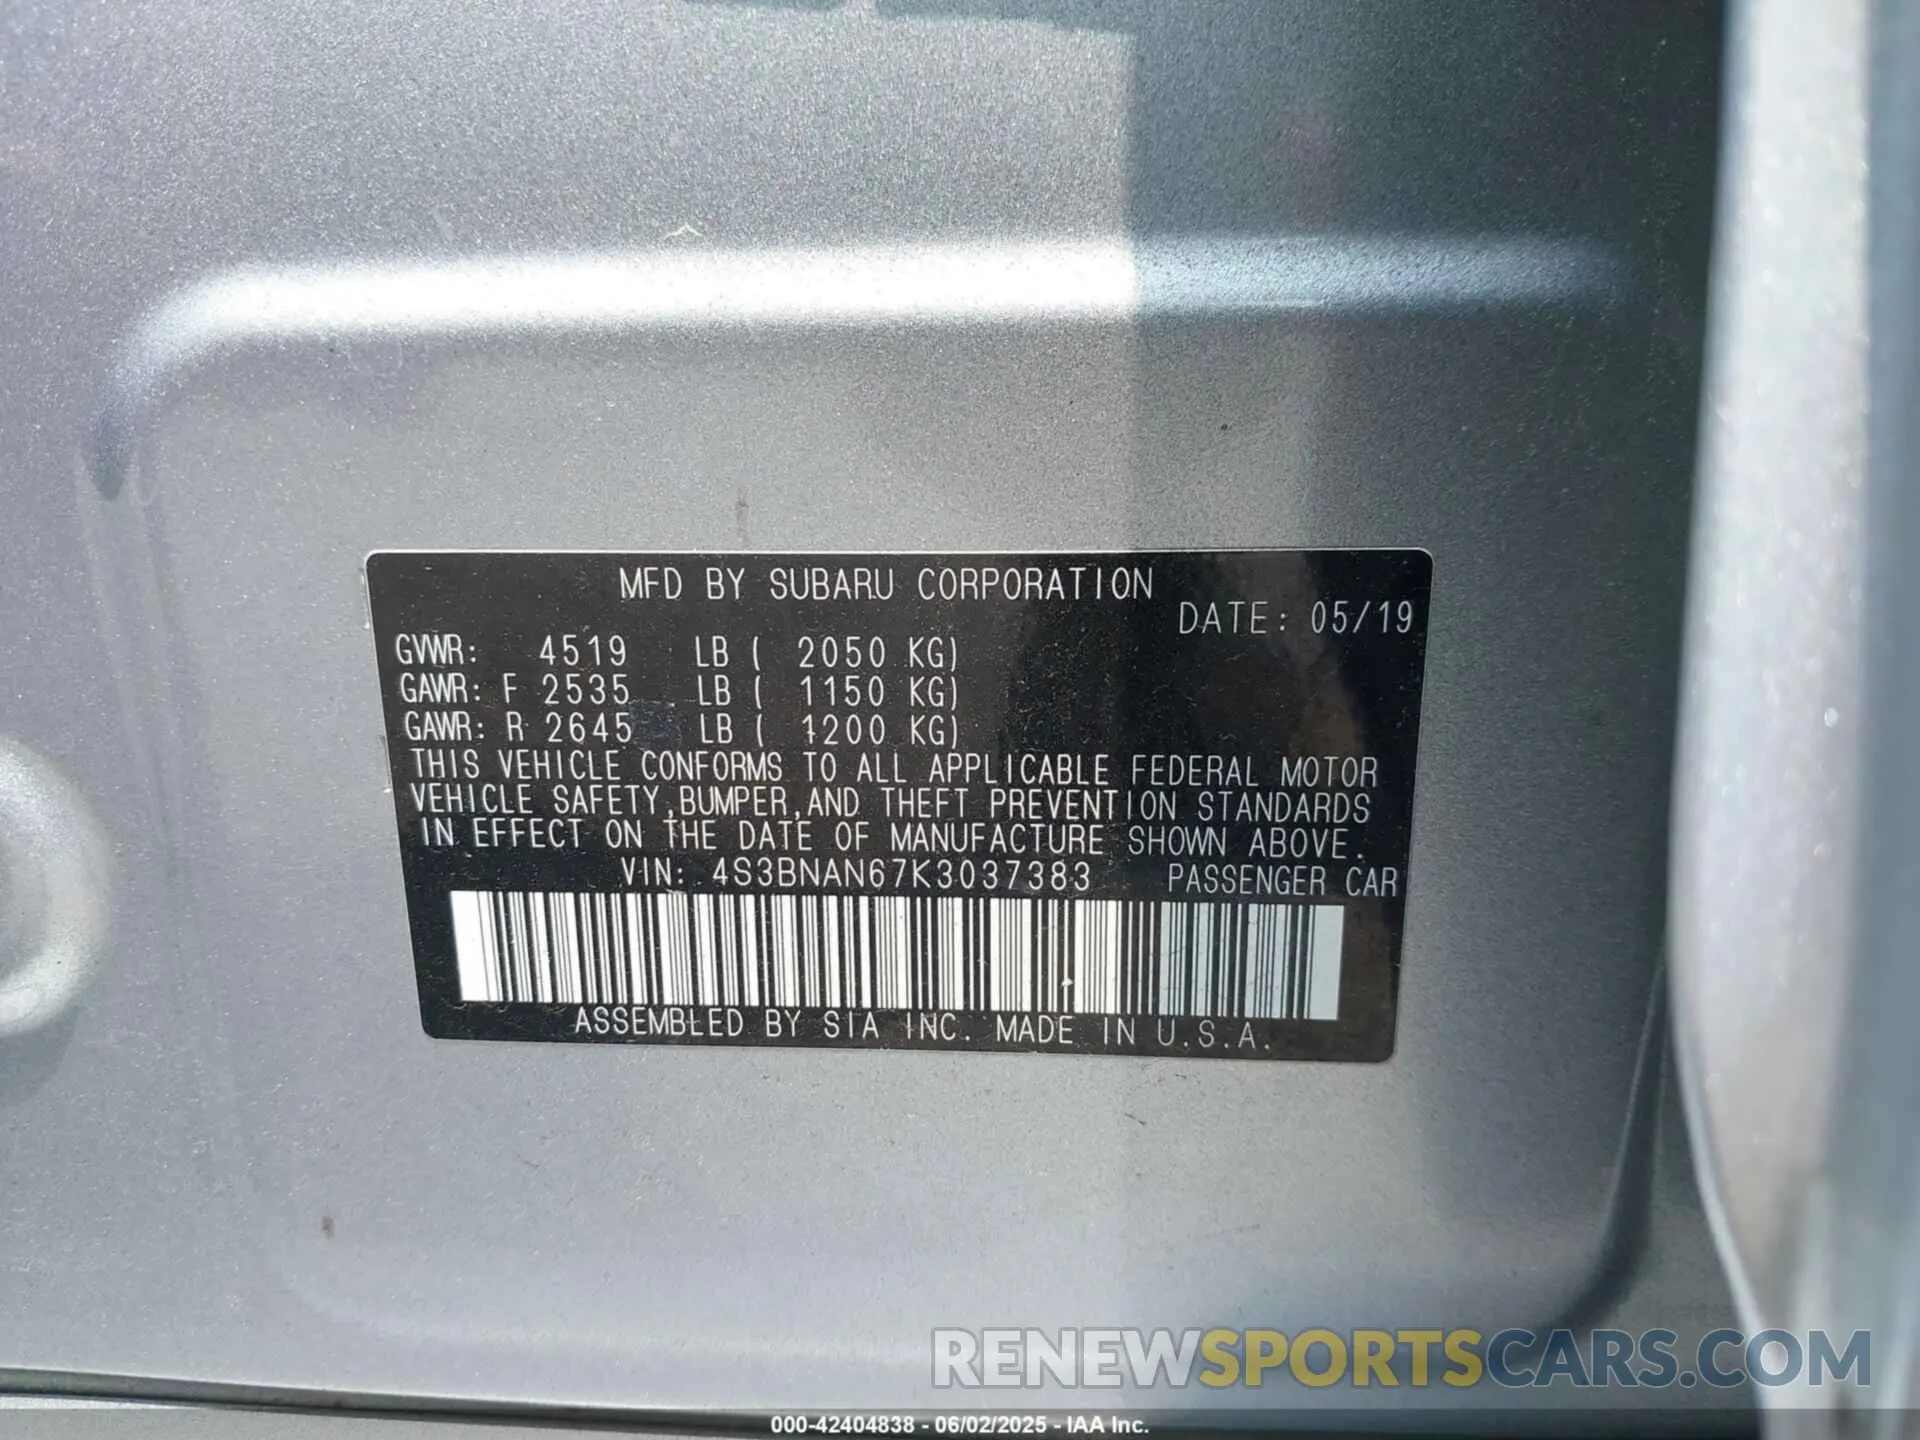 MFD BY SUBARU CORPORATION
DATE: 05/19
GVWR: 4519 LB ( 2050 KG)
GAWR: F 2535 LB ( 1150 KG)
GAWR: R 2645 LB ( 1200 KG)
THIS VEHICLE CONFORMS TO ALL APPLICABLE FEDERAL MOTOR
VEHICLE SAFETY,BUMPER,AND THEFT PREVENTION STANDARDS
IN EFFECT ON THE DATE OF MANUFACTURE SHOWN ABOVE.
VIN: 4S3BNAN67K3037383 PASSENGER CAR
ASSEMBLED BY SIA INC. MADE IN U.S.A.
RENEWSPORTSCARS.COM
000-42404838 - 06/02/2025 - IAA Inc.